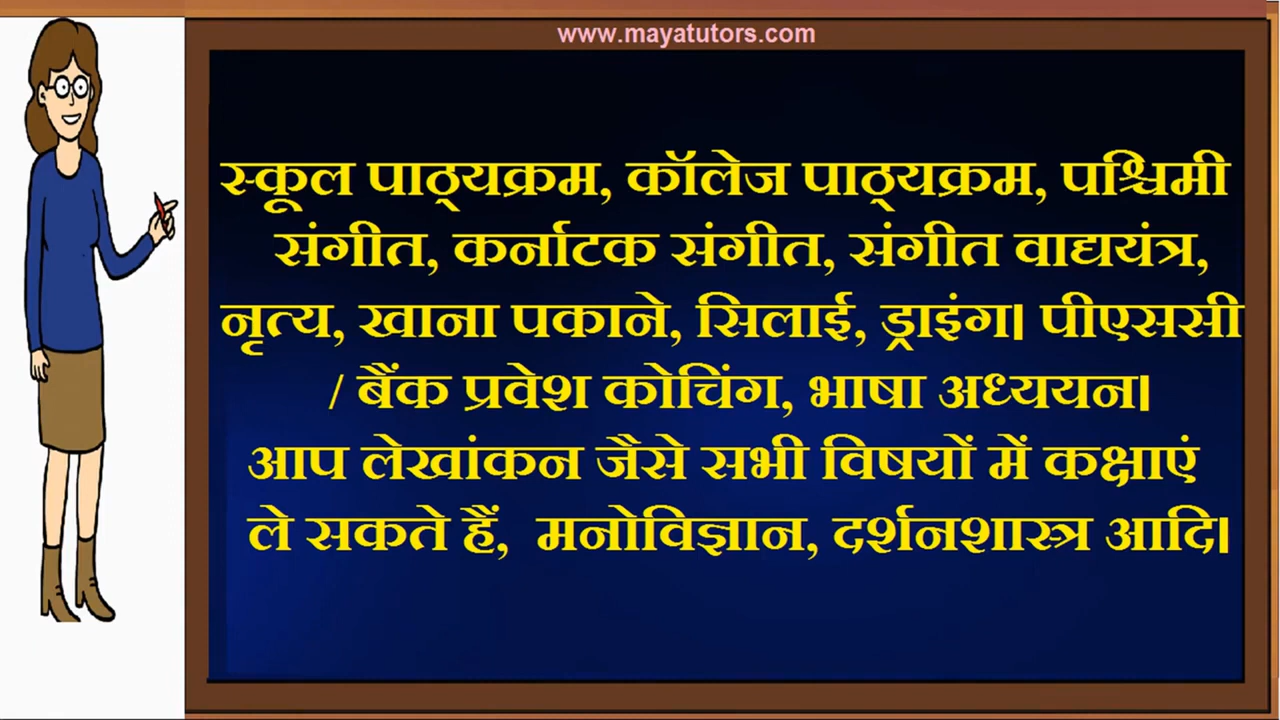 www.mayatutors.com
स्कूल पाठ्यक्रम, कॉलेज पाठ्यक्रम, पश्चिमी
संगीत, कर्नाटक संगीत, संगीत वाद्ययंत्र,
नृत्य, खाना पकाने, सिलाई, ड्राइंग। पीएससी
/ बैंक प्रवेश कोचिंग, भाषा अध्ययन।
आप लेखांकन जैसे सभी विषयों में कक्षाएं
ले सकते हैं, मनोविज्ञान, दर्शनशास्त्र आदि।